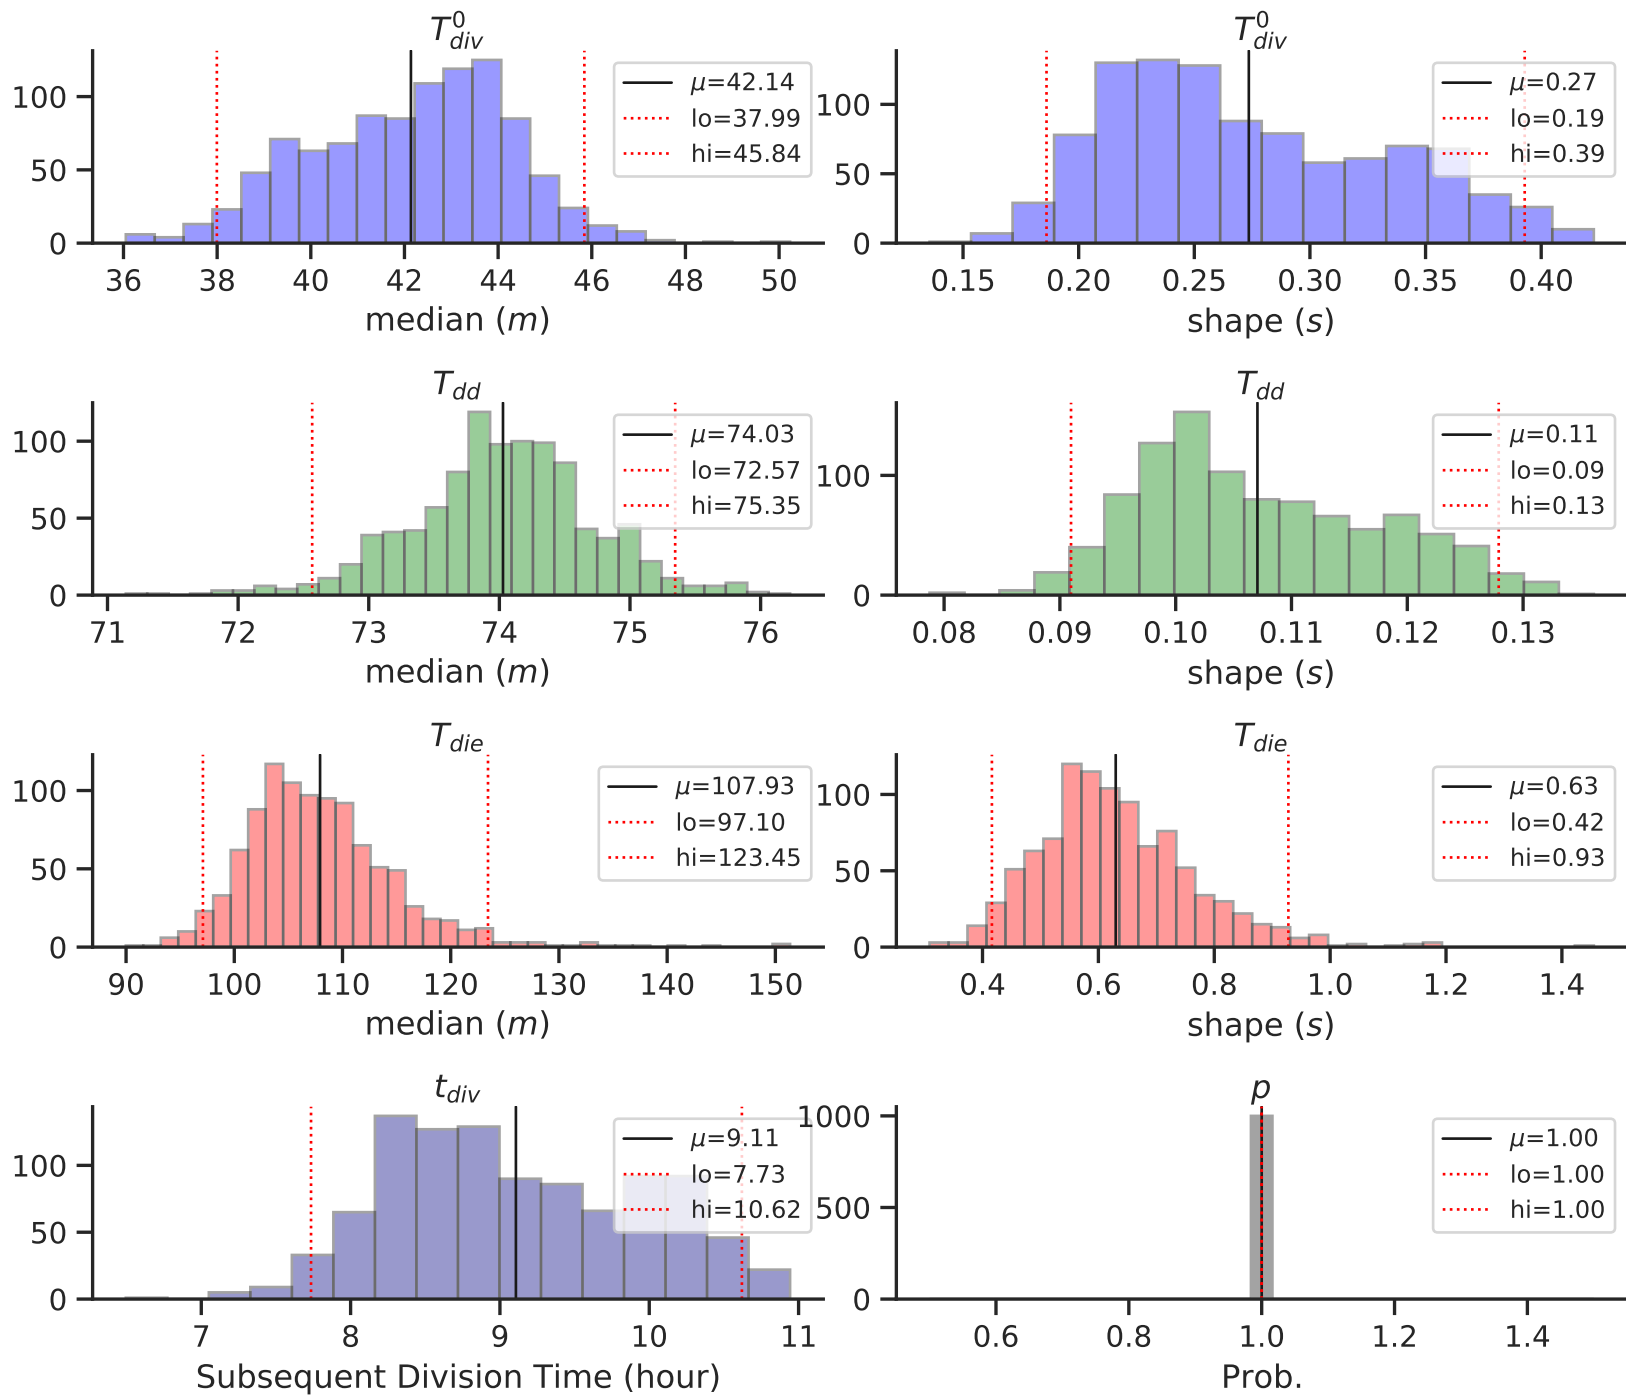 T⁰div
μ=42.14
lo=37.99
hi=45.84
0
50
100
36 38 40 42 44 46 48 50
median (m)
T⁰div
μ=0.27
lo=0.19
hi=0.39
0
50
100
0.15 0.20 0.25 0.30 0.35 0.40
shape (s)
Tdd
μ=74.03
lo=72.57
hi=75.35
0
50
100
71 72 73 74 75 76
median (m)
Tdd
μ=0.11
lo=0.09
hi=0.13
0
100
0.08 0.09 0.10 0.11 0.12 0.13
shape (s)
Tdie
μ=107.93
lo=97.10
hi=123.45
0
50
100
90 100 110 120 130 140 150
median (m)
Tdie
μ=0.63
lo=0.42
hi=0.93
0
50
100
0.4 0.6 0.8 1.0 1.2 1.4
shape (s)
tdiv
μ=9.11
lo=7.73
hi=10.62
0
50
100
7 8 9 10 11
Subsequent Division Time (hour)
p
μ=1.00
lo=1.00
hi=1.00
0
500
1000
0.6 0.8 1.0 1.2 1.4
Prob.